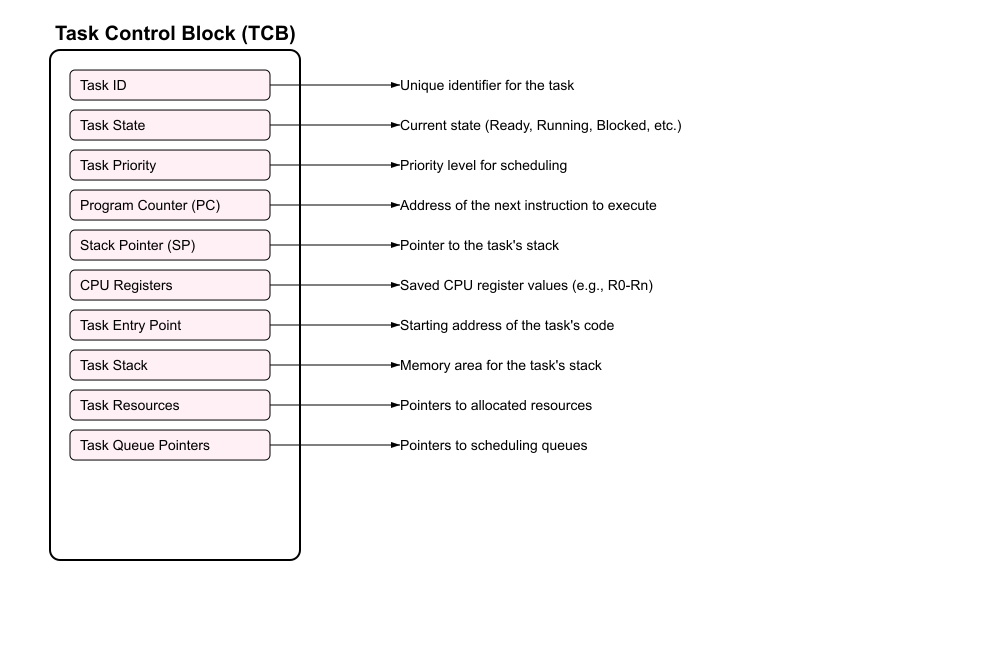 Task Control Block (TCB)
Task ID
Unique identifier for the task
Task State
Current state (Ready, Running, Blocked, etc.)
Task Priority
Priority level for scheduling
Program Counter (PC)
Address of the next instruction to execute
Stack Pointer (SP)
Pointer to the task's stack
CPU Registers
Saved CPU register values (e.g., R0-Rn)
Task Entry Point
Starting address of the task's code
Task Stack
Memory area for the task's stack
Task Resources
Pointers to allocated resources
Task Queue Pointers
Pointers to scheduling queues